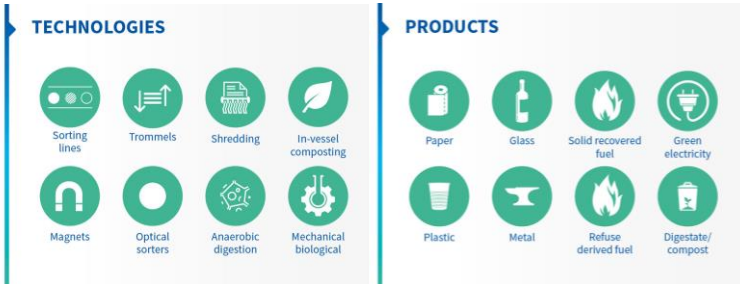 TECHNOLOGIES
Sorting
lines
Trommels
Shredding
In-vessel
composting
Magnets
Optical
sorters
Anaerobic
digestion
Mechanical
biological
PRODUCTS
Paper
Glass
Solid recovered
fuel
Green
electricity
Plastic
Metal
Refuse
derived fuel
Digestate/
compost